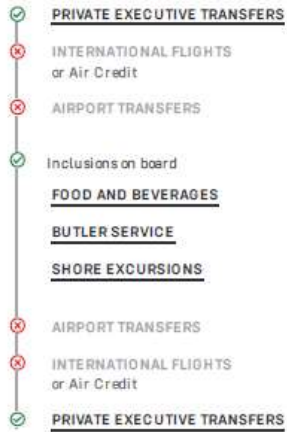 PRIVATE EXECUTIVE TRANSFERS
INTERNATIONAL FLIGHTS
or Air Credit
AIRPORT TRANSFERS
Inclusions on board
FOOD AND BEVERAGES
BUTLER SERVICE
SHORE EXCURSIONS
AIRPORT TRANSFERS
INTERNATIONAL FLIGHTS
or Air Credit
PRIVATE EXECUTIVE TRANSFERS